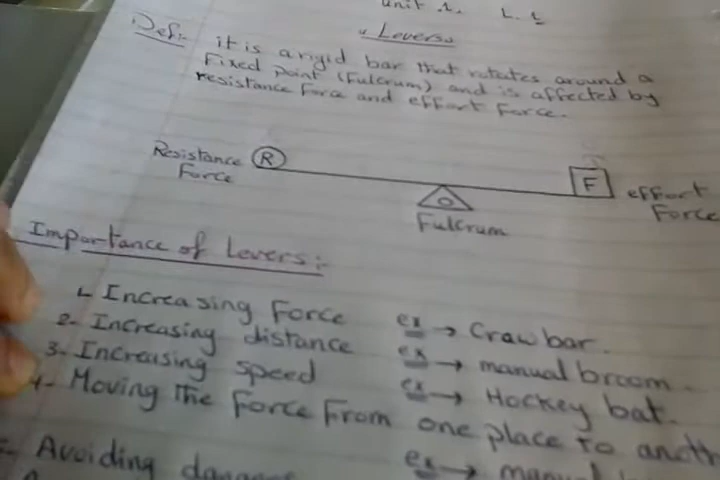 unit .1. L. 1
" Levers"
Def:- it is a rigid bar that rotates around a
Fixed point (Fulcrum) and is affected by
resistance Force and effort Force.
Resistance Force
R
F
effort Force
O
Fulcrum
Importance of Levers:-
1- Increasing Force ex → Crow bar.
2- Increasing distance ex → manual broom.
3- Increasing speed ex → Hockey bat.
4- Moving The Force From one place to
Avoiding ex →